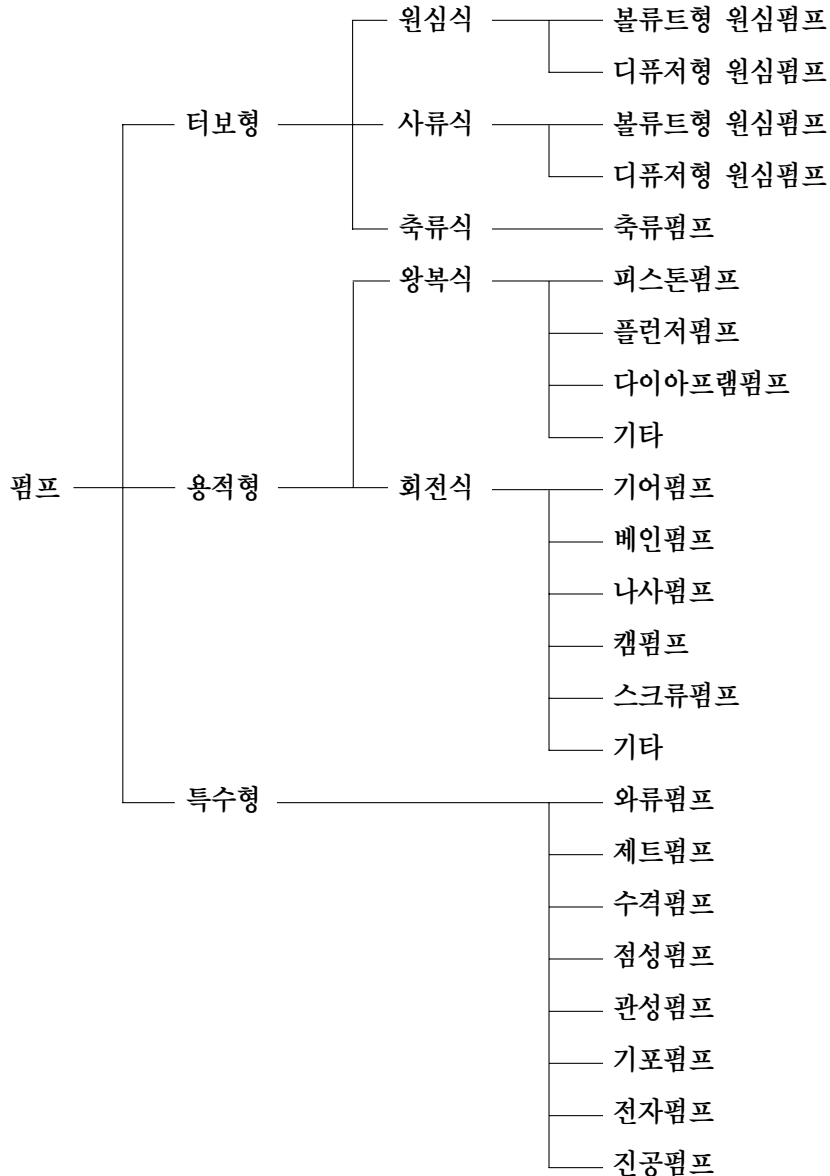 원심식 볼류트형 원심펌프
디퓨저형 원심펌프
터보형 사류식 볼류트형 원심펌프
디퓨저형 원심펌프
축류식 축류펌프
왕복식 피스톤펌프
플런저펌프
다이아프램펌프
기타
펌프 용적형 회전식 기어펌프
베인펌프
나사펌프
캠펌프
스크류펌프
기타
특수형 와류펌프
제트펌프
수격펌프
점성펌프
관성펌프
기포펌프
전자펌프
진공펌프